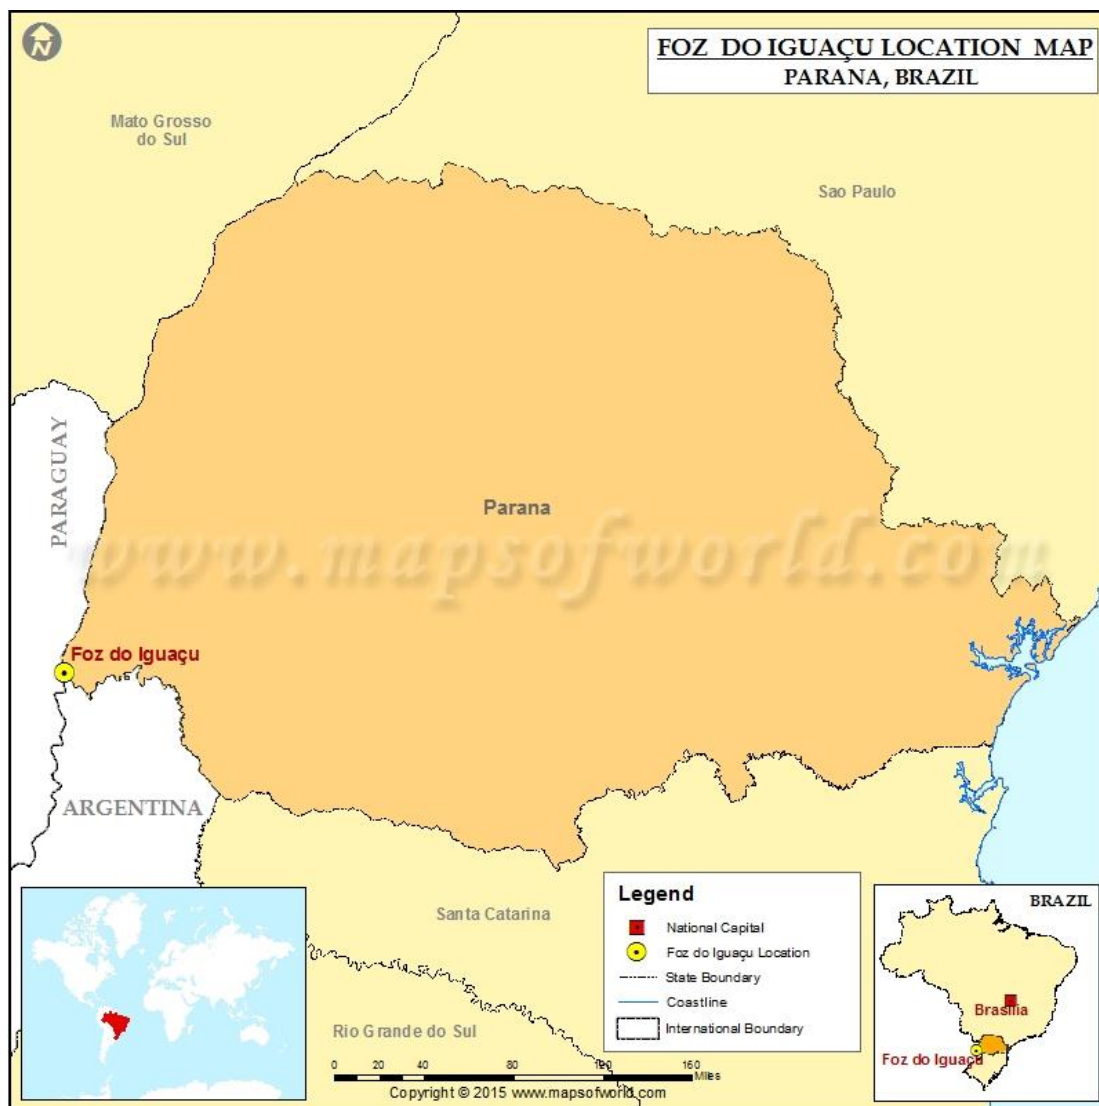 N
FOZ DO IGUAÇU LOCATION MAP
PARANA, BRAZIL
Mato Grosso
do Sul
Sao Paulo
PARAGUAY
Parana
www.mapsofworld.com
Foz do Iguaçu
ARGENTINA
Santa Catarina
Rio Grande do Sul
Legend
National Capital
Foz do Iguaçu Location
State Boundary
Coastline
International Boundary
BRAZIL
Brasilia
Foz do Iguaçu
0 20 40 80 120 160
Miles
Copyright © 2015 www.mapsofworld.com